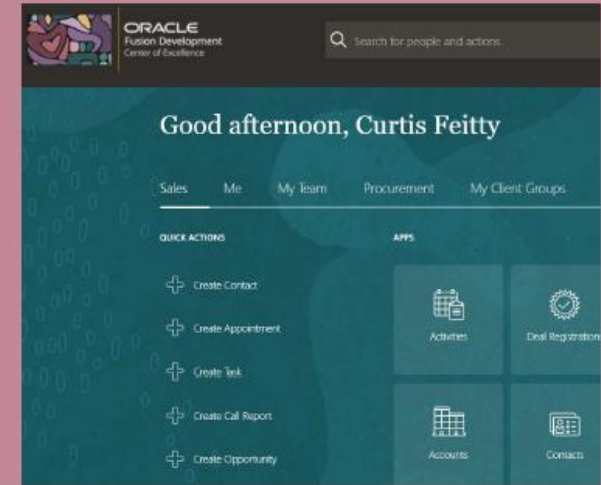 ORACLE
Fusion Development
Center of Excellence
Search for people and actions
Good afternoon, Curtis Feitty
Sales Me My Team Procurement My Client Groups
QUICK ACTIONS
APPS
Create Contact
Create Appointment
Create Task
Create Call Report
Create Opportunity
Activities
Deal Registrations
Accounts
Contacts